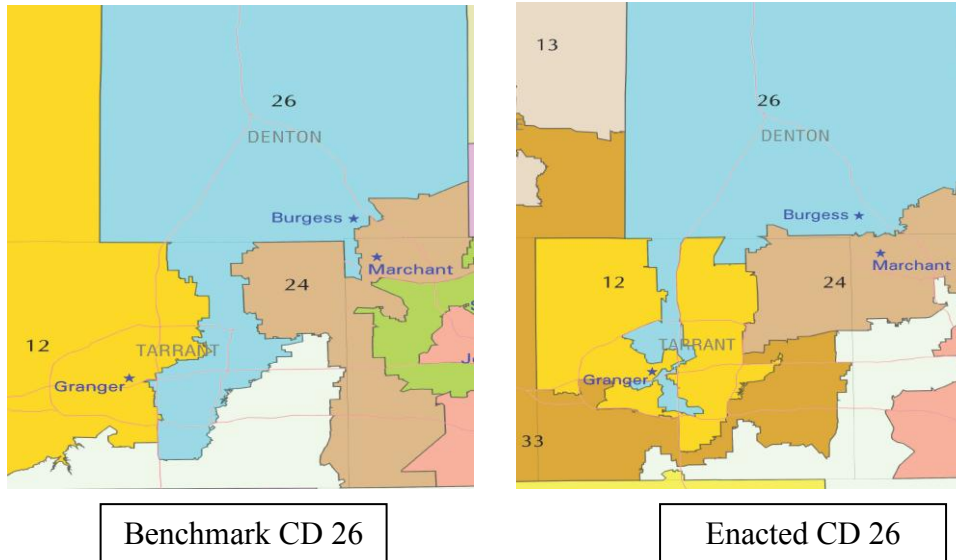 26
DENTON
Burgess
Marchant
24
12
TARRANT
Granger
Benchmark CD 26
13
26
DENTON
Burgess
Marchant
12
24
TARRANT
Granger
33
Enacted CD 26